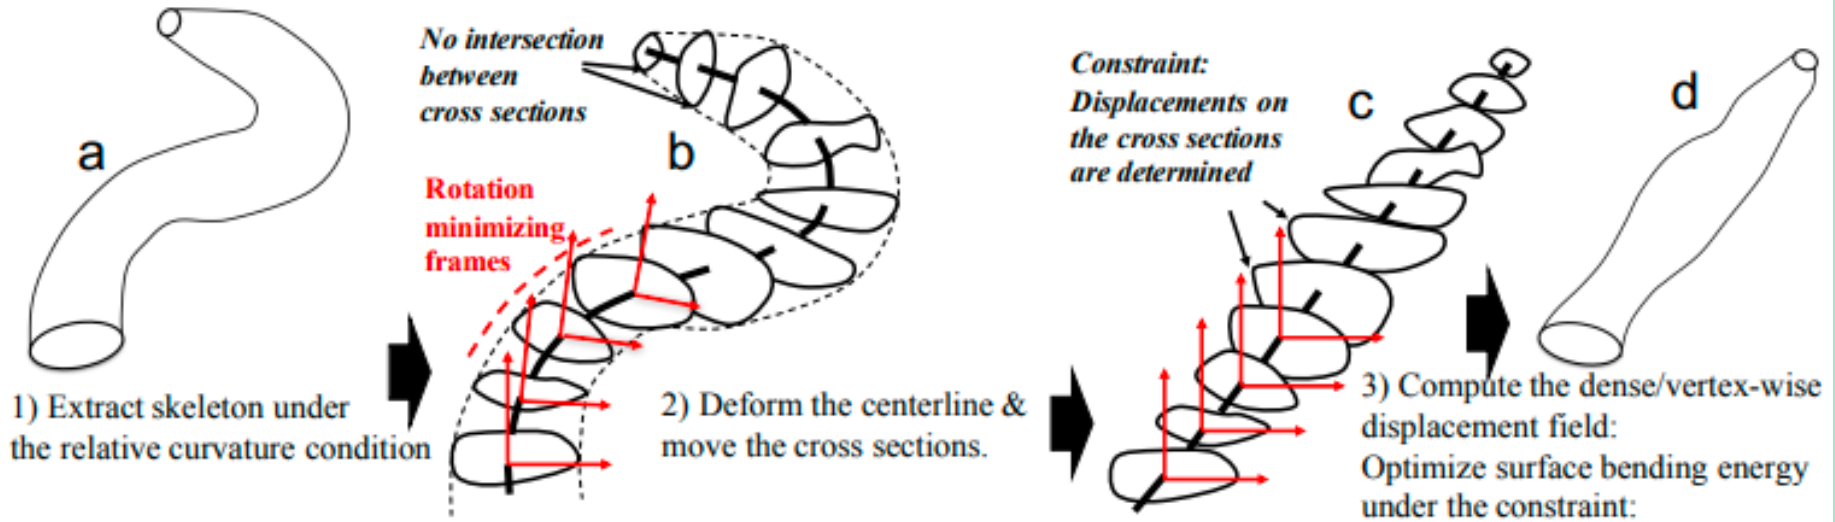 a
1) Extract skeleton under
the relative curvature condition
No intersection
between
cross sections
b
Rotation
minimizing
frames
2) Deform the centerline &
move the cross sections.
Constraint:
Displacements on
the cross sections
are determined
c
d
3) Compute the dense/vertex-wise
displacement field:
Optimize surface bending energy
under the constraint: